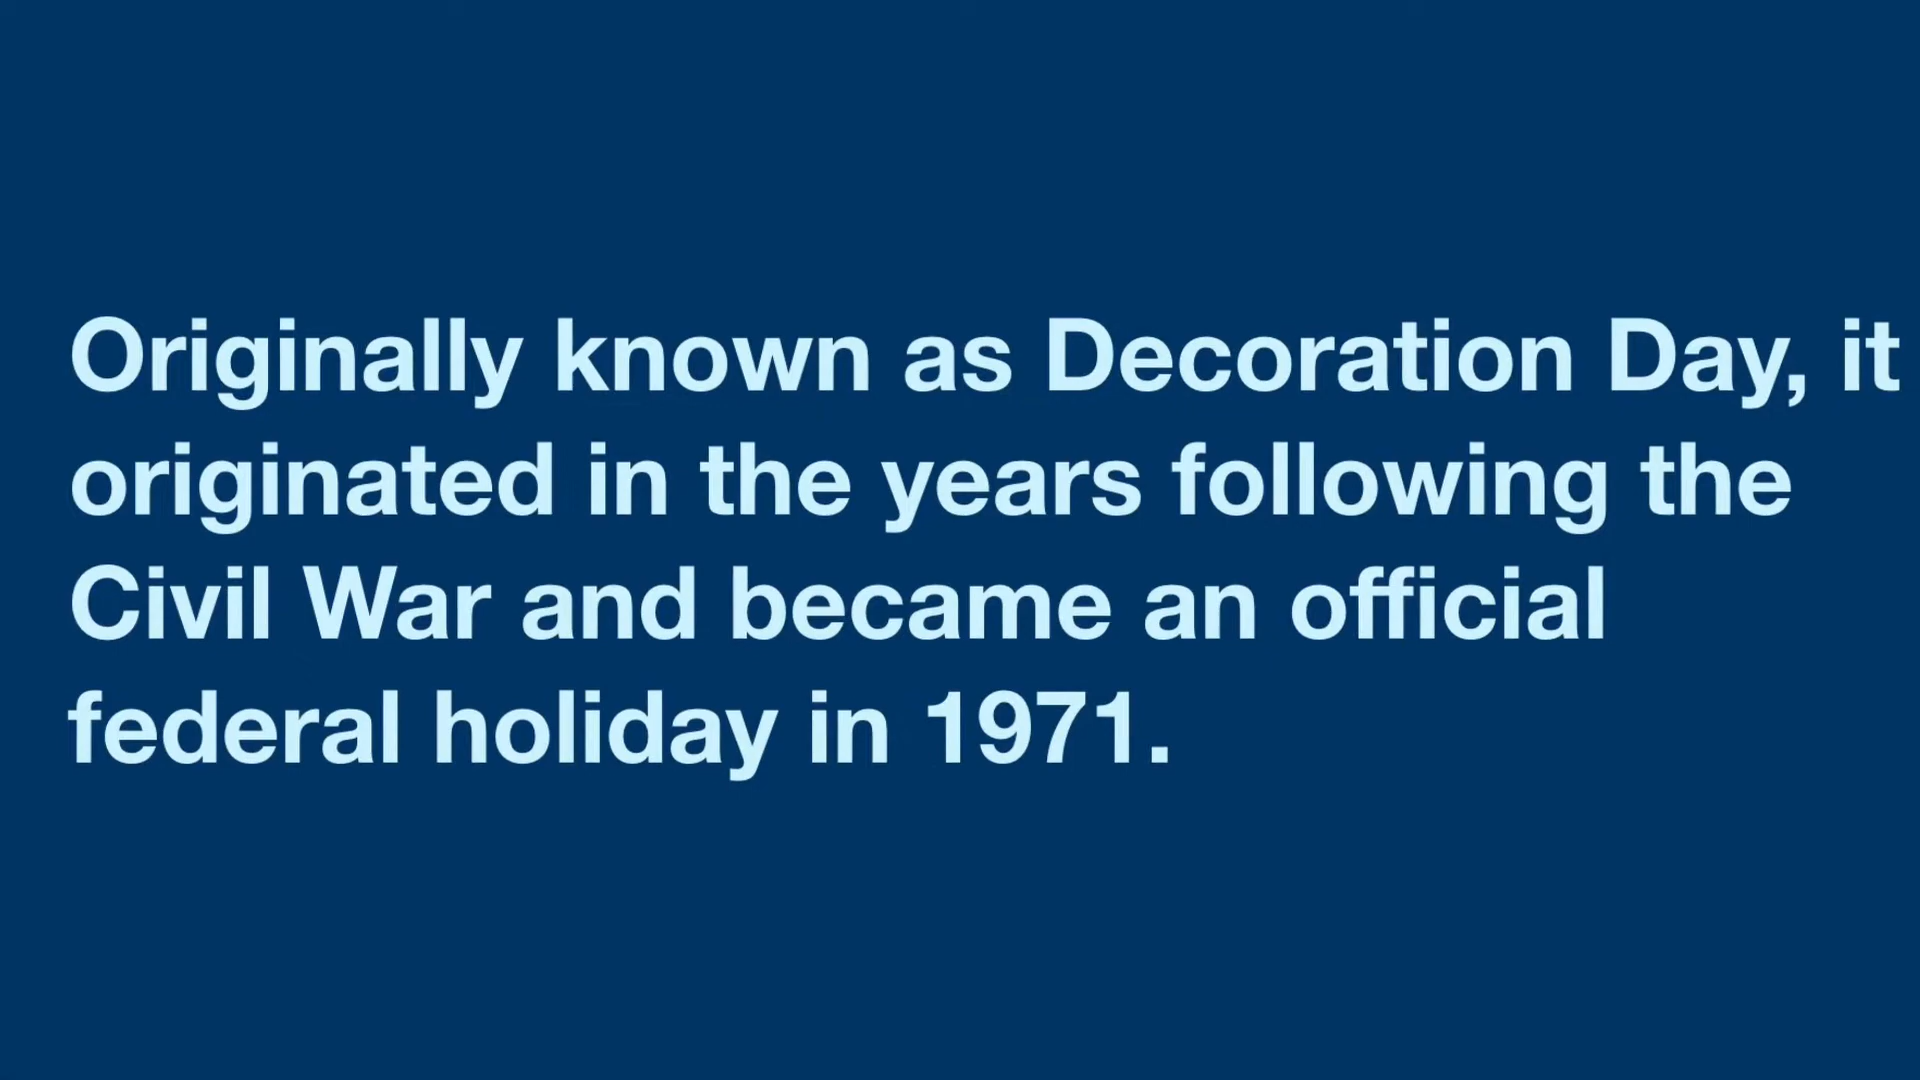 Originally known as Decoration Day, it
originated in the years following the
Civil War and became an official
federal holiday in 1971.